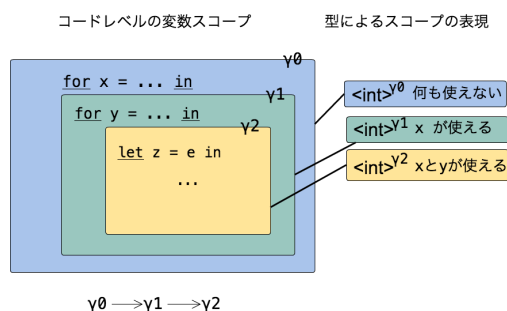 コードレベルの変数スコープ
型によるスコープの表現
γ0
for x = ... in
γ1
for y = ... in
γ2
let z = e in
...
<int>^γ0 何も使えない
<int>^γ1 x が使える
<int>^γ2 xとyが使える
γ0 ⟶γ1 ⟶γ2